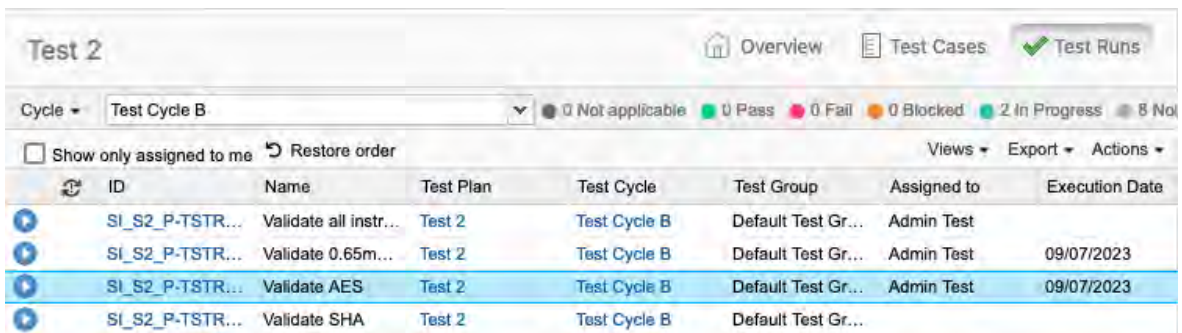 Test 2 Overview Test Cases Test Runs
Cycle Test Cycle B 0 Not applicable 0 Pass 0 Fail 0 Blocked 2 In Progress 8 No
Show only assigned to me Restore order Views Export Actions
ID Name Test Plan Test Cycle Test Group Assigned to Execution Date
SI_S2_P-TSTR... Validate all instr... Test 2 Test Cycle B Default Test Gr... Admin Test
SI_S2_P-TSTR... Validate 0.65m... Test 2 Test Cycle B Default Test Gr... Admin Test 09/07/2023
SI_S2_P-TSTR... Validate AES Test 2 Test Cycle B Default Test Gr... Admin Test 09/07/2023
SI_S2_P-TSTR... Validate SHA Test 2 Test Cycle B Default Test Gr...